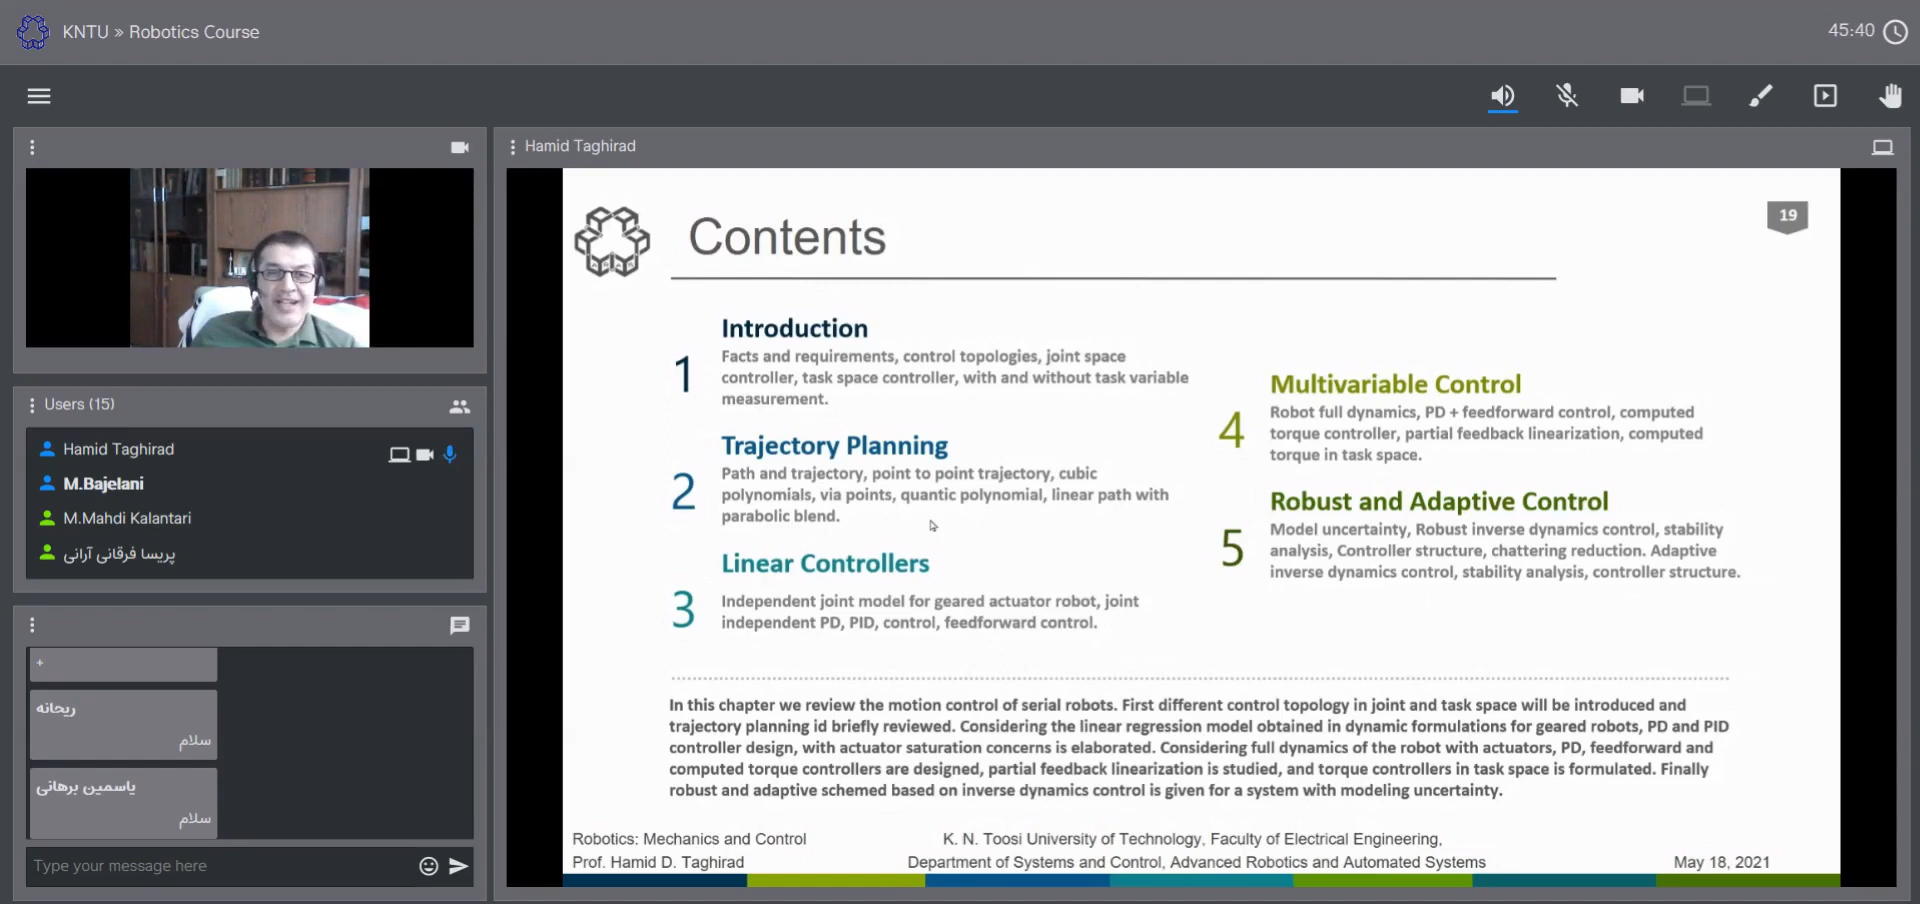 KNTU » Robotics Course
45:40
Hamid Taghirad
Users (15)
Hamid Taghirad
M.Bajelani
M.Mahdi Kalantari
پریسا فرقانی آرانی
+
ریحانه
سلام
یاسمین برهانی
سلام
Type your message here
Contents
19
1
Introduction
Facts and requirements, control topologies, joint space
controller, task space controller, with and without task variable
measurement.
2
Trajectory Planning
Path and trajectory, point to point trajectory, cubic
polynomials, via points, quantic polynomial, linear path with
parabolic blend.
3
Linear Controllers
Independent joint model for geared actuator robot, joint
independent PD, PID, control, feedforward control.
4
Multivariable Control
Robot full dynamics, PD + feedforward control, computed
torque controller, partial feedback linearization, computed
torque in task space.
5
Robust and Adaptive Control
Model uncertainty, Robust inverse dynamics control, stability
analysis, Controller structure, chattering reduction. Adaptive
inverse dynamics control, stability analysis, controller structure.
In this chapter we review the motion control of serial robots. First different control topology in joint and task space will be introduced and
trajectory planning id briefly reviewed. Considering the linear regression model obtained in dynamic formulations for geared robots, PD and PID
controller design, with actuator saturation concerns is elaborated. Considering full dynamics of the robot with actuators, PD, feedforward and
computed torque controllers are designed, partial feedback linearization is studied, and torque controllers in task space is formulated. Finally
robust and adaptive schemed based on inverse dynamics control is given for a system with modeling uncertainty.
Robotics: Mechanics and Control
Prof. Hamid D. Taghirad
K. N. Toosi University of Technology, Faculty of Electrical Engineering,
Department of Systems and Control, Advanced Robotics and Automated Systems
May 18, 2021